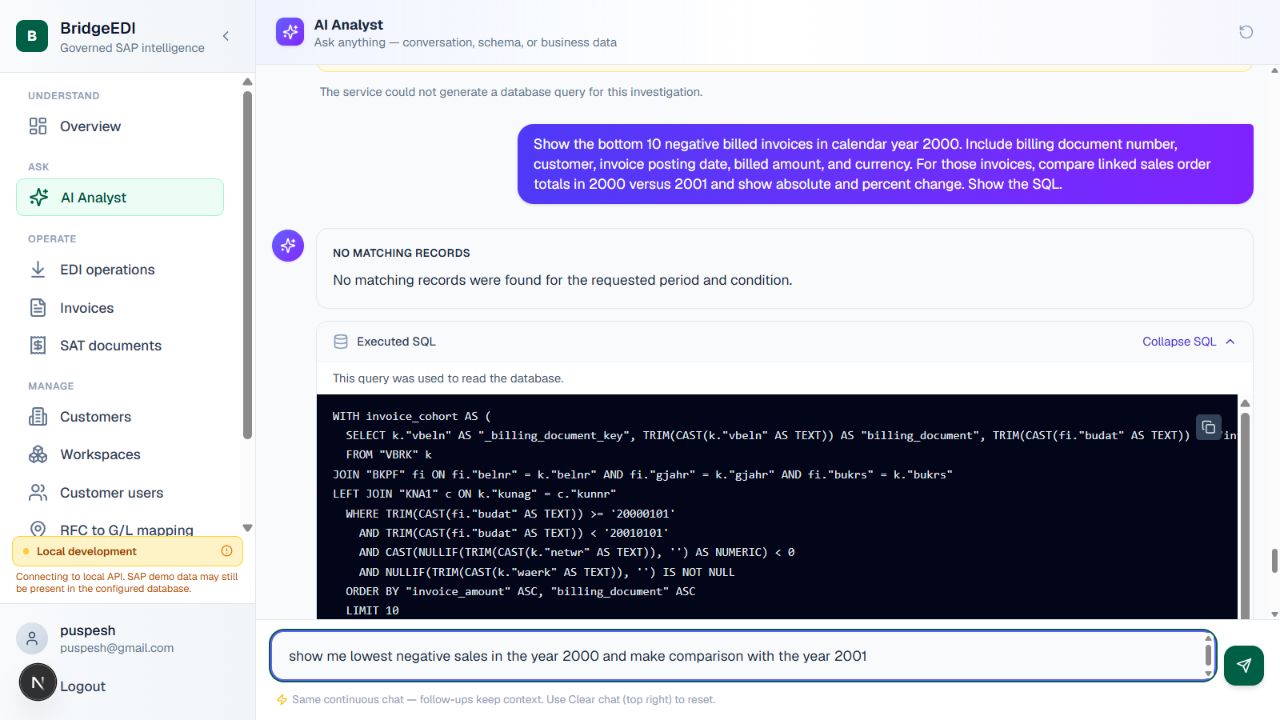 B
BridgeEDI
Governed SAP intelligence
UNDERSTAND
Overview
ASK
AI Analyst
OPERATE
EDI operations
Invoices
SAT documents
MANAGE
Customers
Workspaces
Customer users
RFC to G/L mapping
Local development
Connecting to local API. SAP demo data may still
be present in the configured database.
puspesh
puspesh@gmail.com
N
Logout
AI Analyst
Ask anything — conversation, schema, or business data
The service could not generate a database query for this investigation.
Show the bottom 10 negative billed invoices in calendar year 2000. Include billing document number,
customer, invoice posting date, billed amount, and currency. For those invoices, compare linked sales order
totals in 2000 versus 2001 and show absolute and percent change. Show the SQL.
NO MATCHING RECORDS
No matching records were found for the requested period and condition.
Executed SQL
Collapse SQL
This query was used to read the database.
WITH invoice_cohort AS (
SELECT k."vbeln" AS "_billing_document_key", TRIM(CAST(k."vbeln" AS TEXT)) AS "billing_document", TRIM(CAST(fi."budat" AS TEXT))
FROM "VBRK" k
JOIN "BKPF" fi ON fi."belnr" = k."belnr" AND fi."gjahr" = k."gjahr" AND fi."bukrs" = k."bukrs"
LEFT JOIN "KNA1" c ON k."kunag" = c."kunnr"
WHERE TRIM(CAST(fi."budat" AS TEXT)) >= '20000101'
AND TRIM(CAST(fi."budat" AS TEXT)) < '20010101'
AND CAST(NULLIF(TRIM(CAST(k."netwr" AS TEXT)), '') AS NUMERIC) < 0
AND NULLIF(TRIM(CAST(k."waerk" AS TEXT)), '') IS NOT NULL
ORDER BY "invoice_amount" ASC, "billing_document" ASC
LIMIT 10
show me lowest negative sales in the year 2000 and make comparison with the year 2001
Same continuous chat — follow-ups keep context. Use Clear chat (top right) to reset.